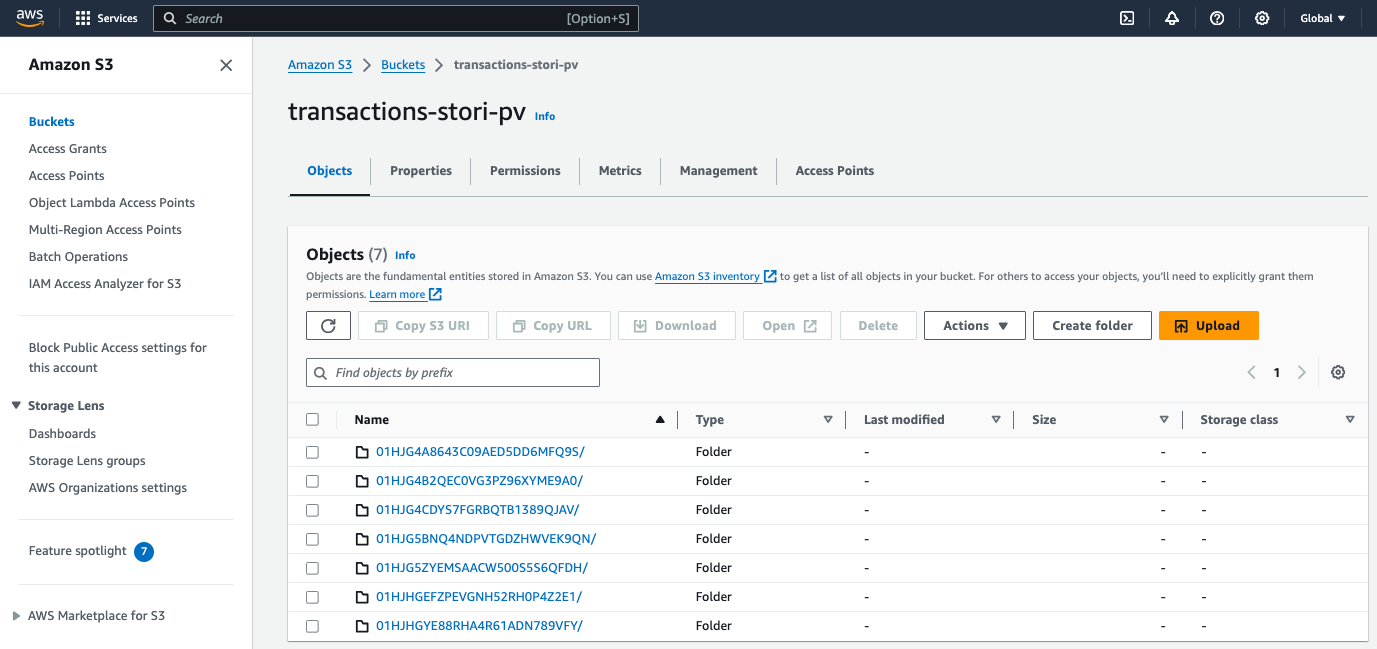 aws Services Search [Option+S] Global
Amazon S3
Buckets
Access Grants
Access Points
Object Lambda Access Points
Multi-Region Access Points
Batch Operations
IAM Access Analyzer for S3
Block Public Access settings for
this account
Storage Lens
Dashboards
Storage Lens groups
AWS Organizations settings
Feature spotlight 7
AWS Marketplace for S3
Amazon S3 Buckets transactions-stori-pv
transactions-stori-pv Info
Objects Properties Permissions Metrics Management Access Points
Objects (7) Info
Objects are the fundamental entities stored in Amazon S3. You can use Amazon S3 inventory to get a list of all objects in your bucket. For others to access your objects, you'll need to explicitly grant them
permissions. Learn more
Copy S3 URI Copy URL Download Open Delete Actions Create folder Upload
Find objects by prefix 1
Name Type Last modified Size Storage class
01HJG4A8643C09AED5DD6MFQ9S/ Folder - - -
01HJG4B2QEC0VG3PZ96XYME9A0/ Folder - - -
01HJG4CDYS7FGRBQTB1389QJAV/ Folder - - -
01HJG5BNQ4NDPVTGDZHWVEK9QN/ Folder - - -
01HJG5ZYEMSAACW500S5S6QFDH/ Folder - - -
01HJHGEFZPEVGNH52RH0P4Z2E1/ Folder - - -
01HJHGYE88RHA4R61ADN789VFY/ Folder - - -